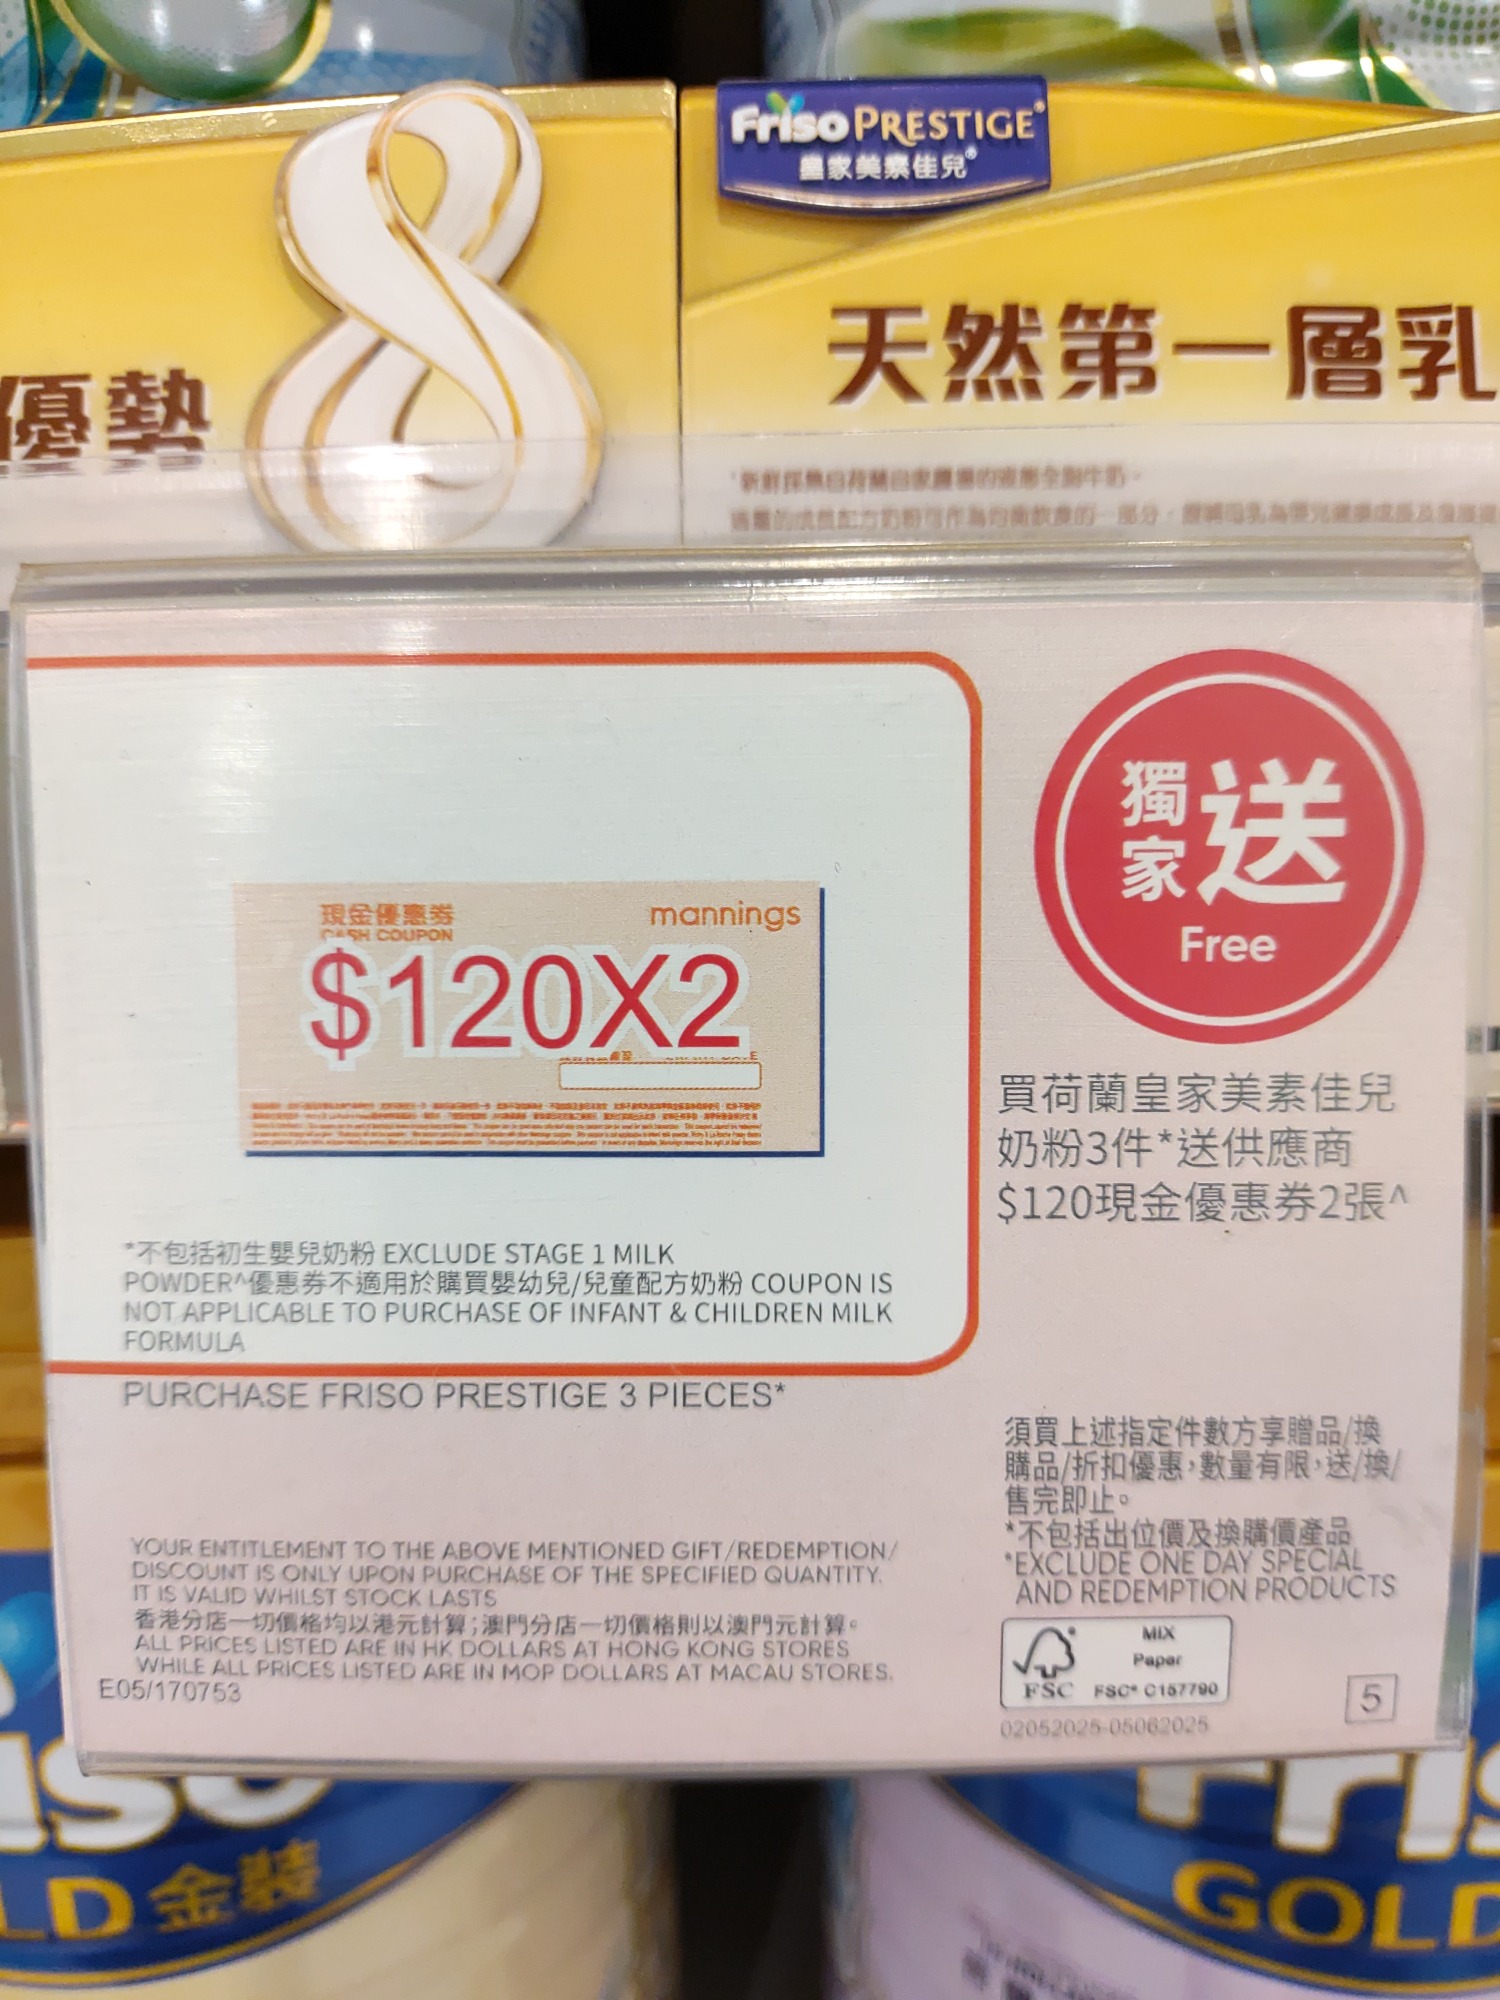 Friso PRESTIGE®
皇家美素佳兒®
8
優勢
天然第一層乳
獨家送
Free
現金優惠券
mannings
CASH COUPON
$120X2
買荷蘭皇家美素佳兒
奶粉3件*送供應商
$120現金優惠券2張^
*不包括初生嬰兒奶粉 EXCLUDE STAGE 1 MILK
POWDER^優惠券不適用於購買嬰幼兒/兒童配方奶粉 COUPON IS
NOT APPLICABLE TO PURCHASE OF INFANT & CHILDREN MILK
FORMULA
PURCHASE FRISO PRESTIGE 3 PIECES*
須買上述指定件數方享贈品/換
購品/折扣優惠,數量有限,送/換/
售完即止。
*不包括出位價及換購價產品
*EXCLUDE ONE DAY SPECIAL
AND REDEMPTION PRODUCTS
YOUR ENTITLEMENT TO THE ABOVE MENTIONED GIFT/REDEMPTION/
DISCOUNT IS ONLY UPON PURCHASE OF THE SPECIFIED QUANTITY.
IT IS VALID WHILST STOCK LASTS
香港分店一切價格均以港元計算;澳門分店一切價格則以澳門元計算。
ALL PRICES LISTED ARE IN HK DOLLARS AT HONG KONG STORES
WHILE ALL PRICES LISTED ARE IN MOP DOLLARS AT MACAU STORES.
E05/170753
MIX
Paper
FSC
FSC® C157790
5
02052025-05062025
LD 金裝
GOLD